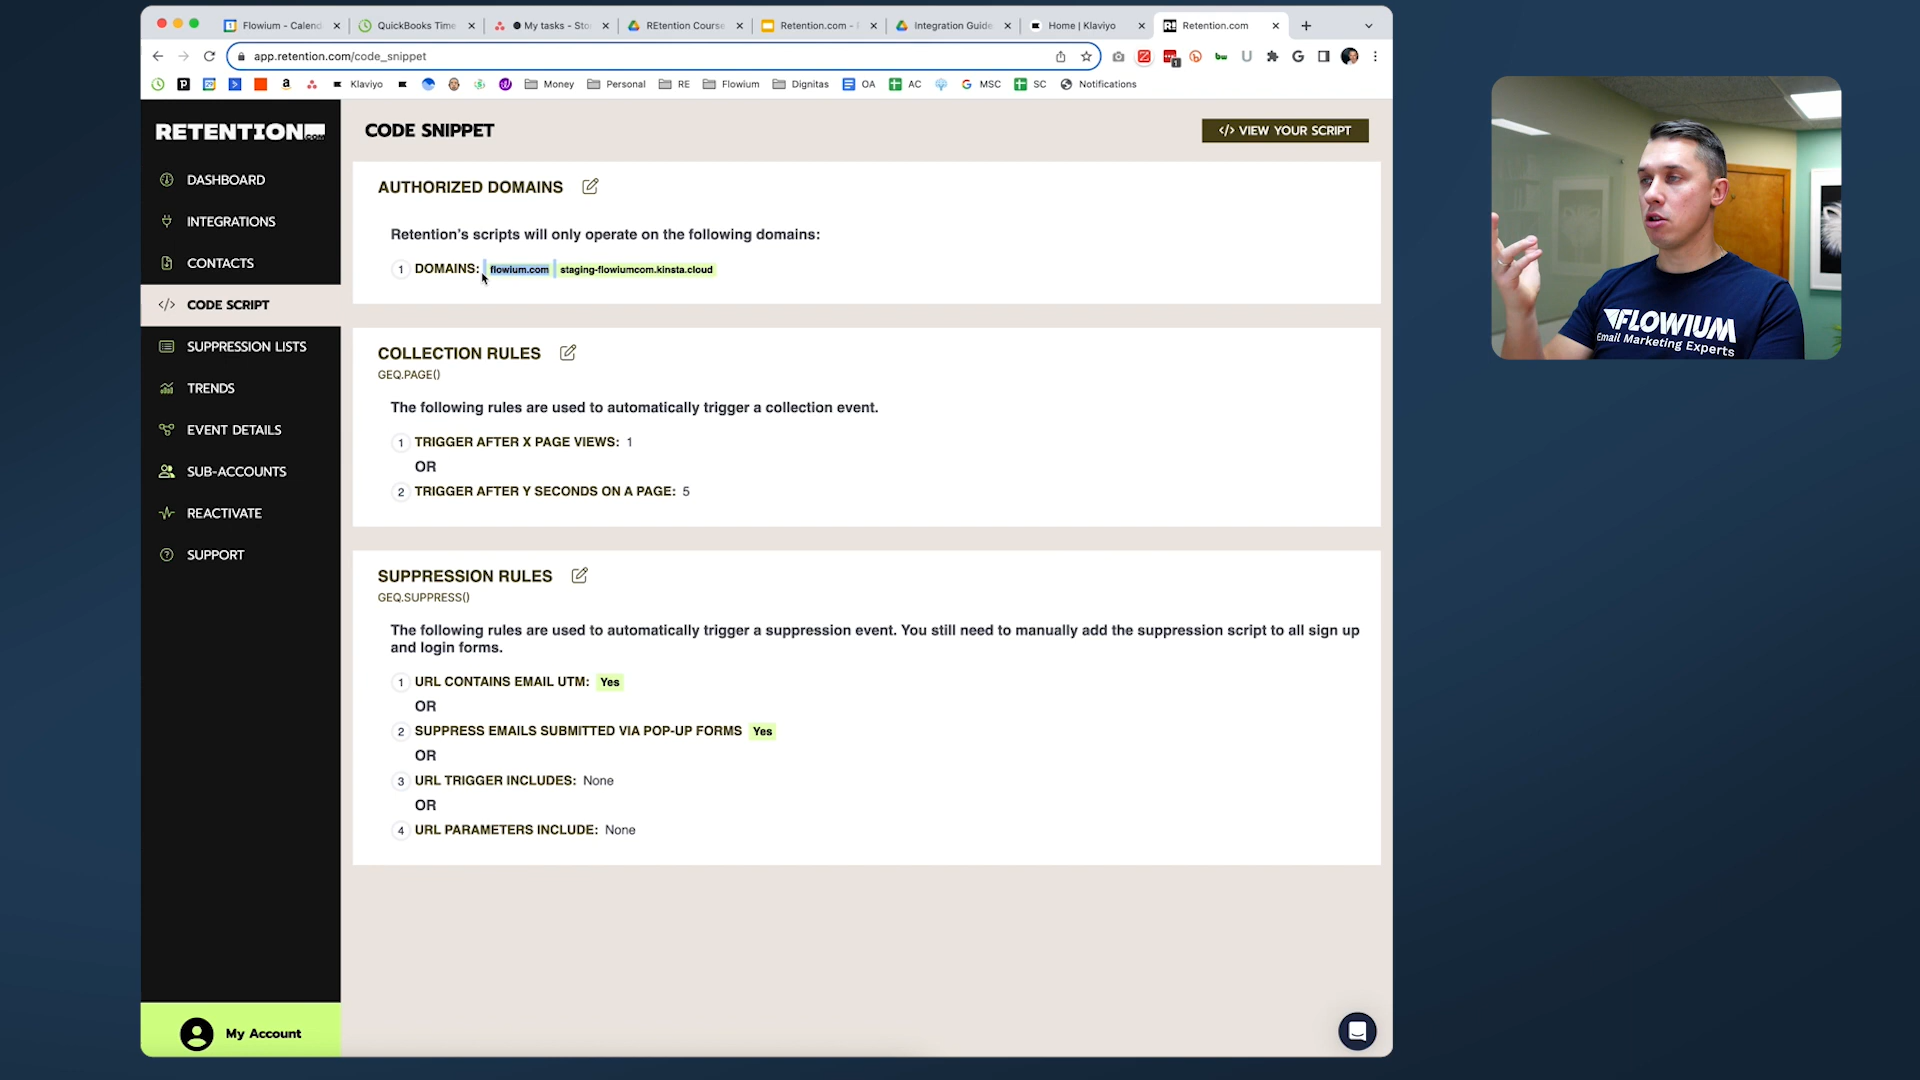 Flowium - Calend
QuickBooks Time
My tasks - Sto
REtention Course
Retention.com -
Integration Guide
Home | Klaviyo
Retention.com
app.retention.com/code_snippet
Klaviyo
Money
Personal
RE
Flowium
Dignitas
OA
AC
MSC
SC
Notifications
RETENTION.COM
DASHBOARD
INTEGRATIONS
CONTACTS
CODE SCRIPT
SUPPRESSION LISTS
TRENDS
EVENT DETAILS
SUB-ACCOUNTS
REACTIVATE
SUPPORT
My Account
CODE SNIPPET
</> VIEW YOUR SCRIPT
AUTHORIZED DOMAINS
Retention's scripts will only operate on the following domains:
1 DOMAINS: flowium.com staging-flowiumcom.kinsta.cloud
COLLECTION RULES
GEQ.PAGE()
The following rules are used to automatically trigger a collection event.
1 TRIGGER AFTER X PAGE VIEWS: 1
OR
2 TRIGGER AFTER Y SECONDS ON A PAGE: 5
SUPPRESSION RULES
GEQ.SUPPRESS()
The following rules are used to automatically trigger a suppression event. You still need to manually add the suppression script to all sign up
and login forms.
1 URL CONTAINS EMAIL UTM: Yes
OR
2 SUPPRESS EMAILS SUBMITTED VIA POP-UP FORMS Yes
OR
3 URL TRIGGER INCLUDES: None
OR
4 URL PARAMETERS INCLUDE: None
FLOWIUM
Email Marketing Experts